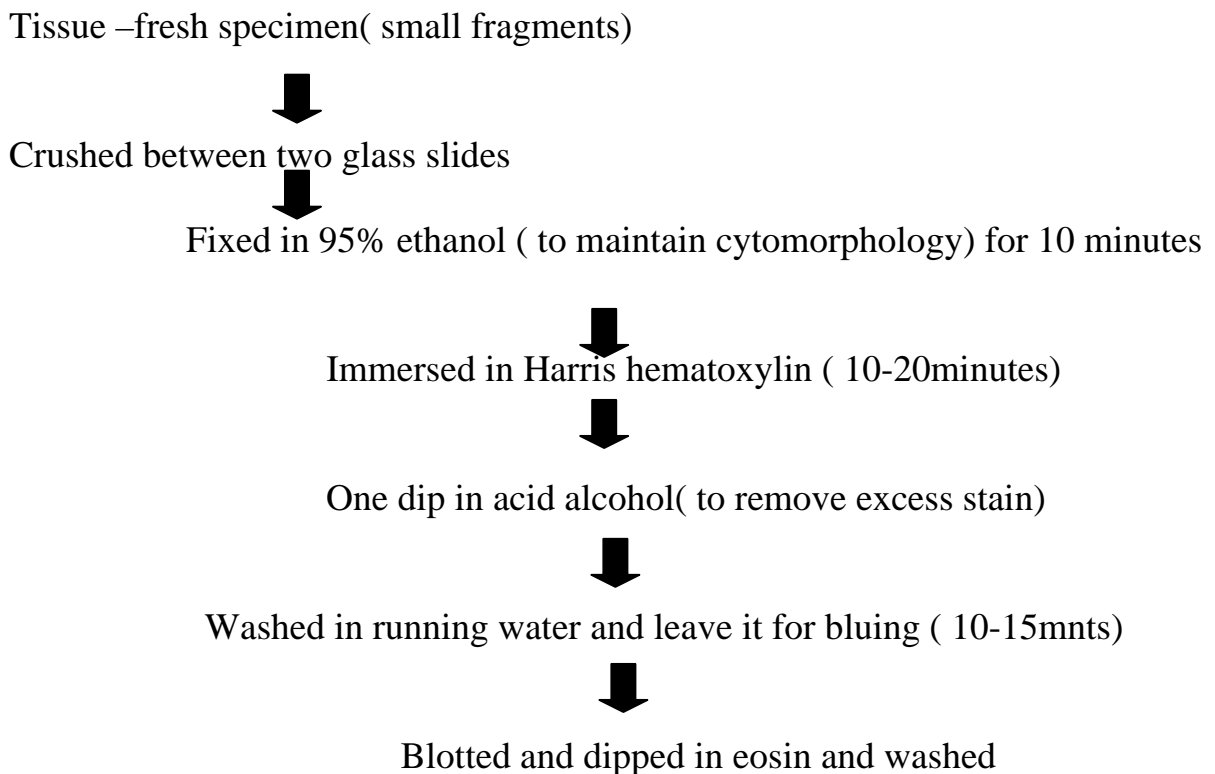 Tissue –fresh specimen( small fragments)
Crushed between two glass slides
Fixed in 95% ethanol ( to maintain cytomorphology) for 10 minutes
Immersed in Harris hematoxylin ( 10-20minutes)
One dip in acid alcohol( to remove excess stain)
Washed in running water and leave it for bluing ( 10-15mnts)
Blotted and dipped in eosin and washed